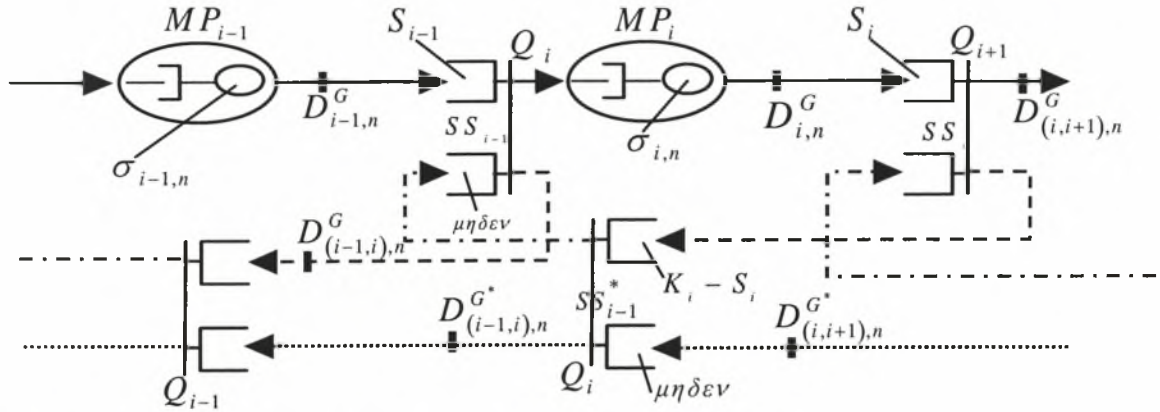 MP_{i-1}
S_{i-1}
Q_i
MP_i
S_i
Q_{i+1}
D^G_{i-1,n}
D^G_{i,n}
D^G_{(i,i+1),n}
SS_{i-1}
SS_i
σ_{i-1,n}
σ_{i,n}
μηδεν
D^G_{(i-1,i),n}
K_i - S_i
SS^*_{i-1}
D^{G*}_{(i-1,i),n}
D^{G*}_{(i,i+1),n}
Q_{i-1}
Q_i
μηδεν